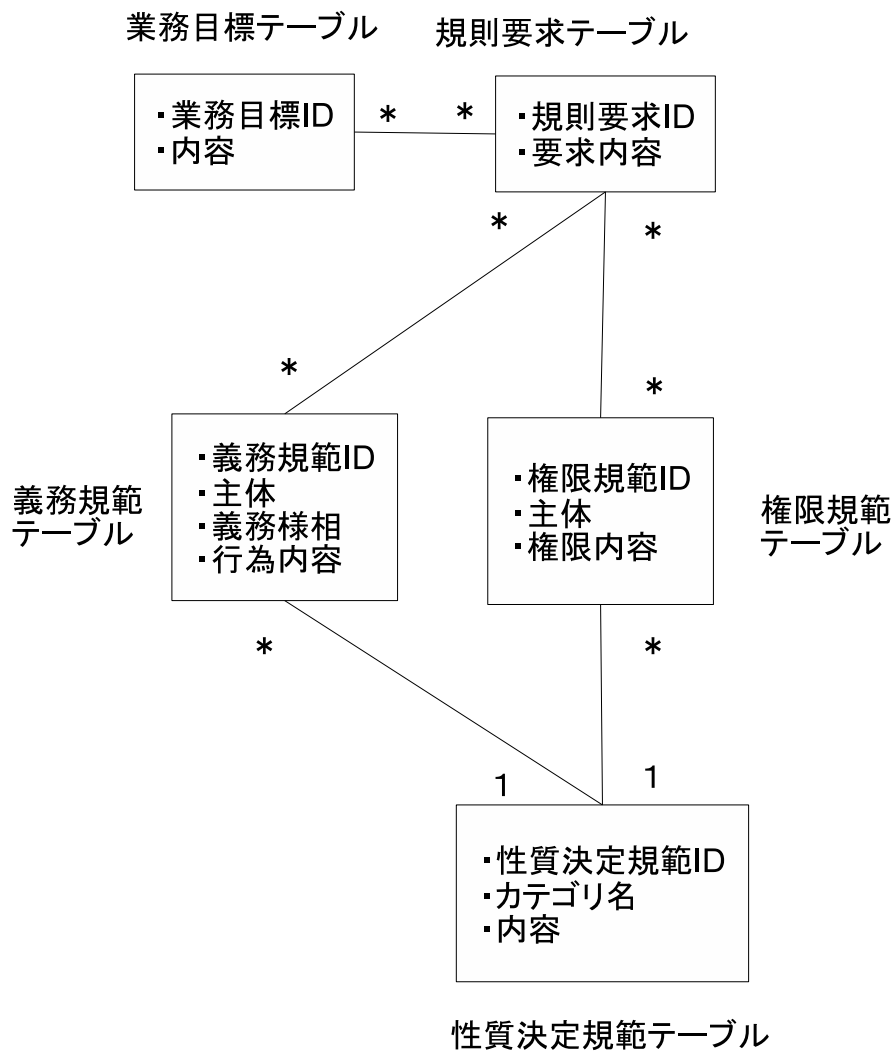 業務目標テーブル
規則要求テーブル
・業務目標ID
・内容
*
*
・規則要求ID
・要求内容
*
*
*
*
義務規範
テーブル
・義務規範ID
・主体
・義務様相
・行為内容
・権限規範ID
・主体
・権限内容
権限規範
テーブル
*
*
1
1
・性質決定規範ID
・カテゴリ名
・内容
性質決定規範テーブル